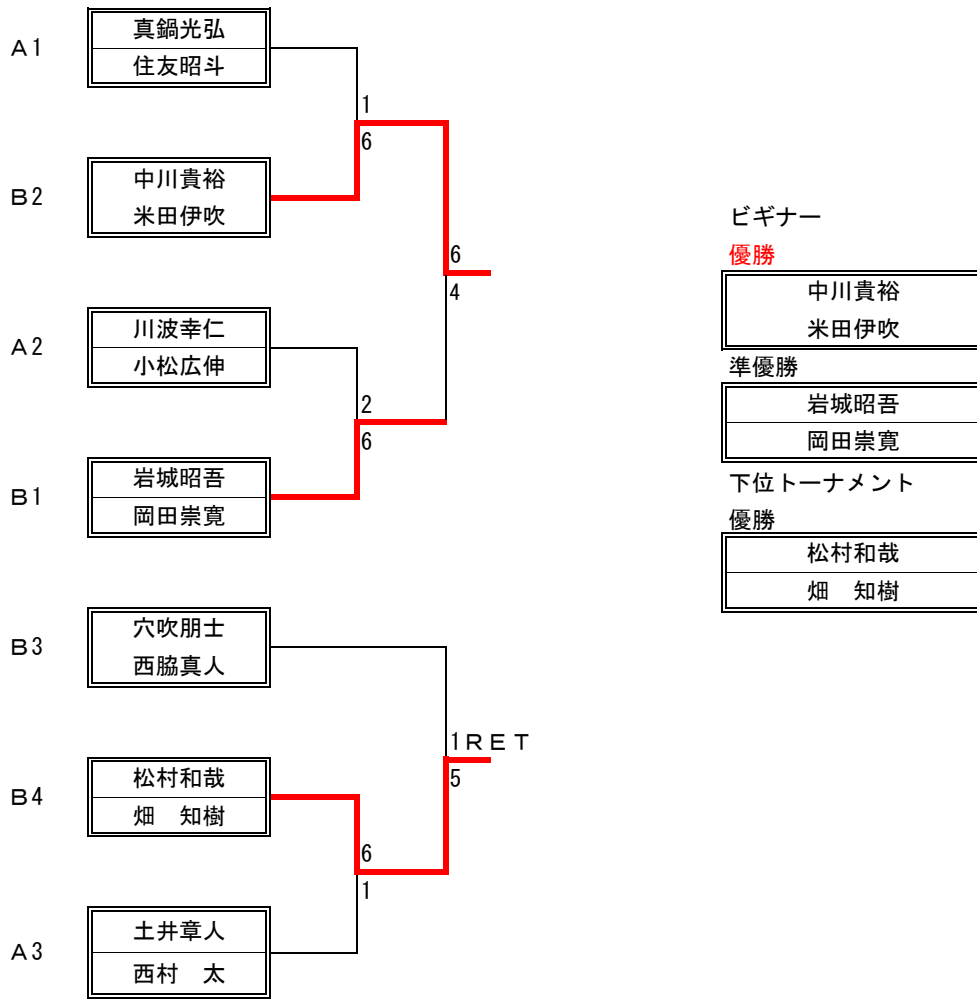 A1
真鍋光弘
住友昭斗
1
6
B2
中川貴裕
米田伊吹
6
4
A2
川波幸仁
小松広伸
2
6
B1
岩城昭吾
岡田崇寛
B3
穴吹朋士
西脇真人
1RET
5
B4
松村和哉
畑　知樹
6
1
A3
土井章人
西村　太
ビギナー
優勝
中川貴裕
米田伊吹
準優勝
岩城昭吾
岡田崇寛
下位トーナメント
優勝
松村和哉
畑　知樹